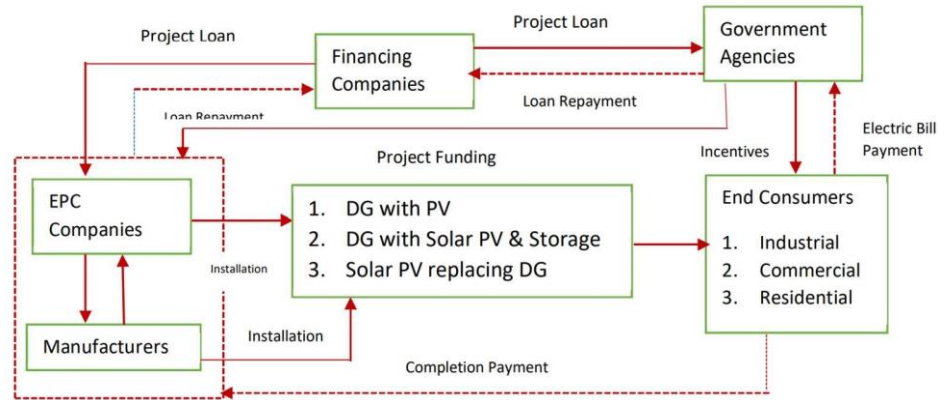 Project Loan
Project Loan
Financing
Companies
Government
Agencies
Loan Repayment
Loan Repayment
Electric Bill
Payment
Project Funding
Incentives
EPC
Companies
1. DG with PV
2. DG with Solar PV & Storage
3. Solar PV replacing DG
End Consumers
1. Industrial
2. Commercial
3. Residential
Installation
Manufacturers
Installation
Completion Payment